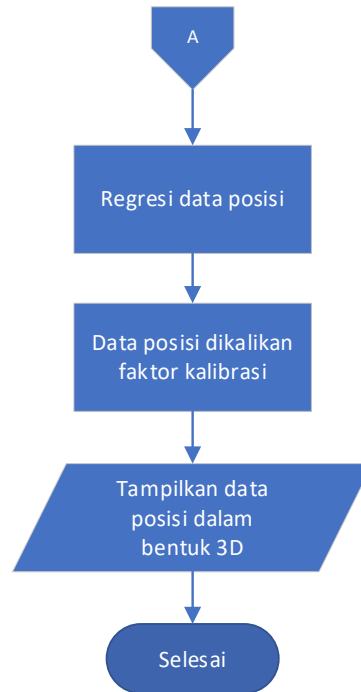 A
Regresi data posisi
Data posisi dikalikan
faktor kalibrasi
Tampilkan data
posisi dalam
bentuk 3D
Selesai